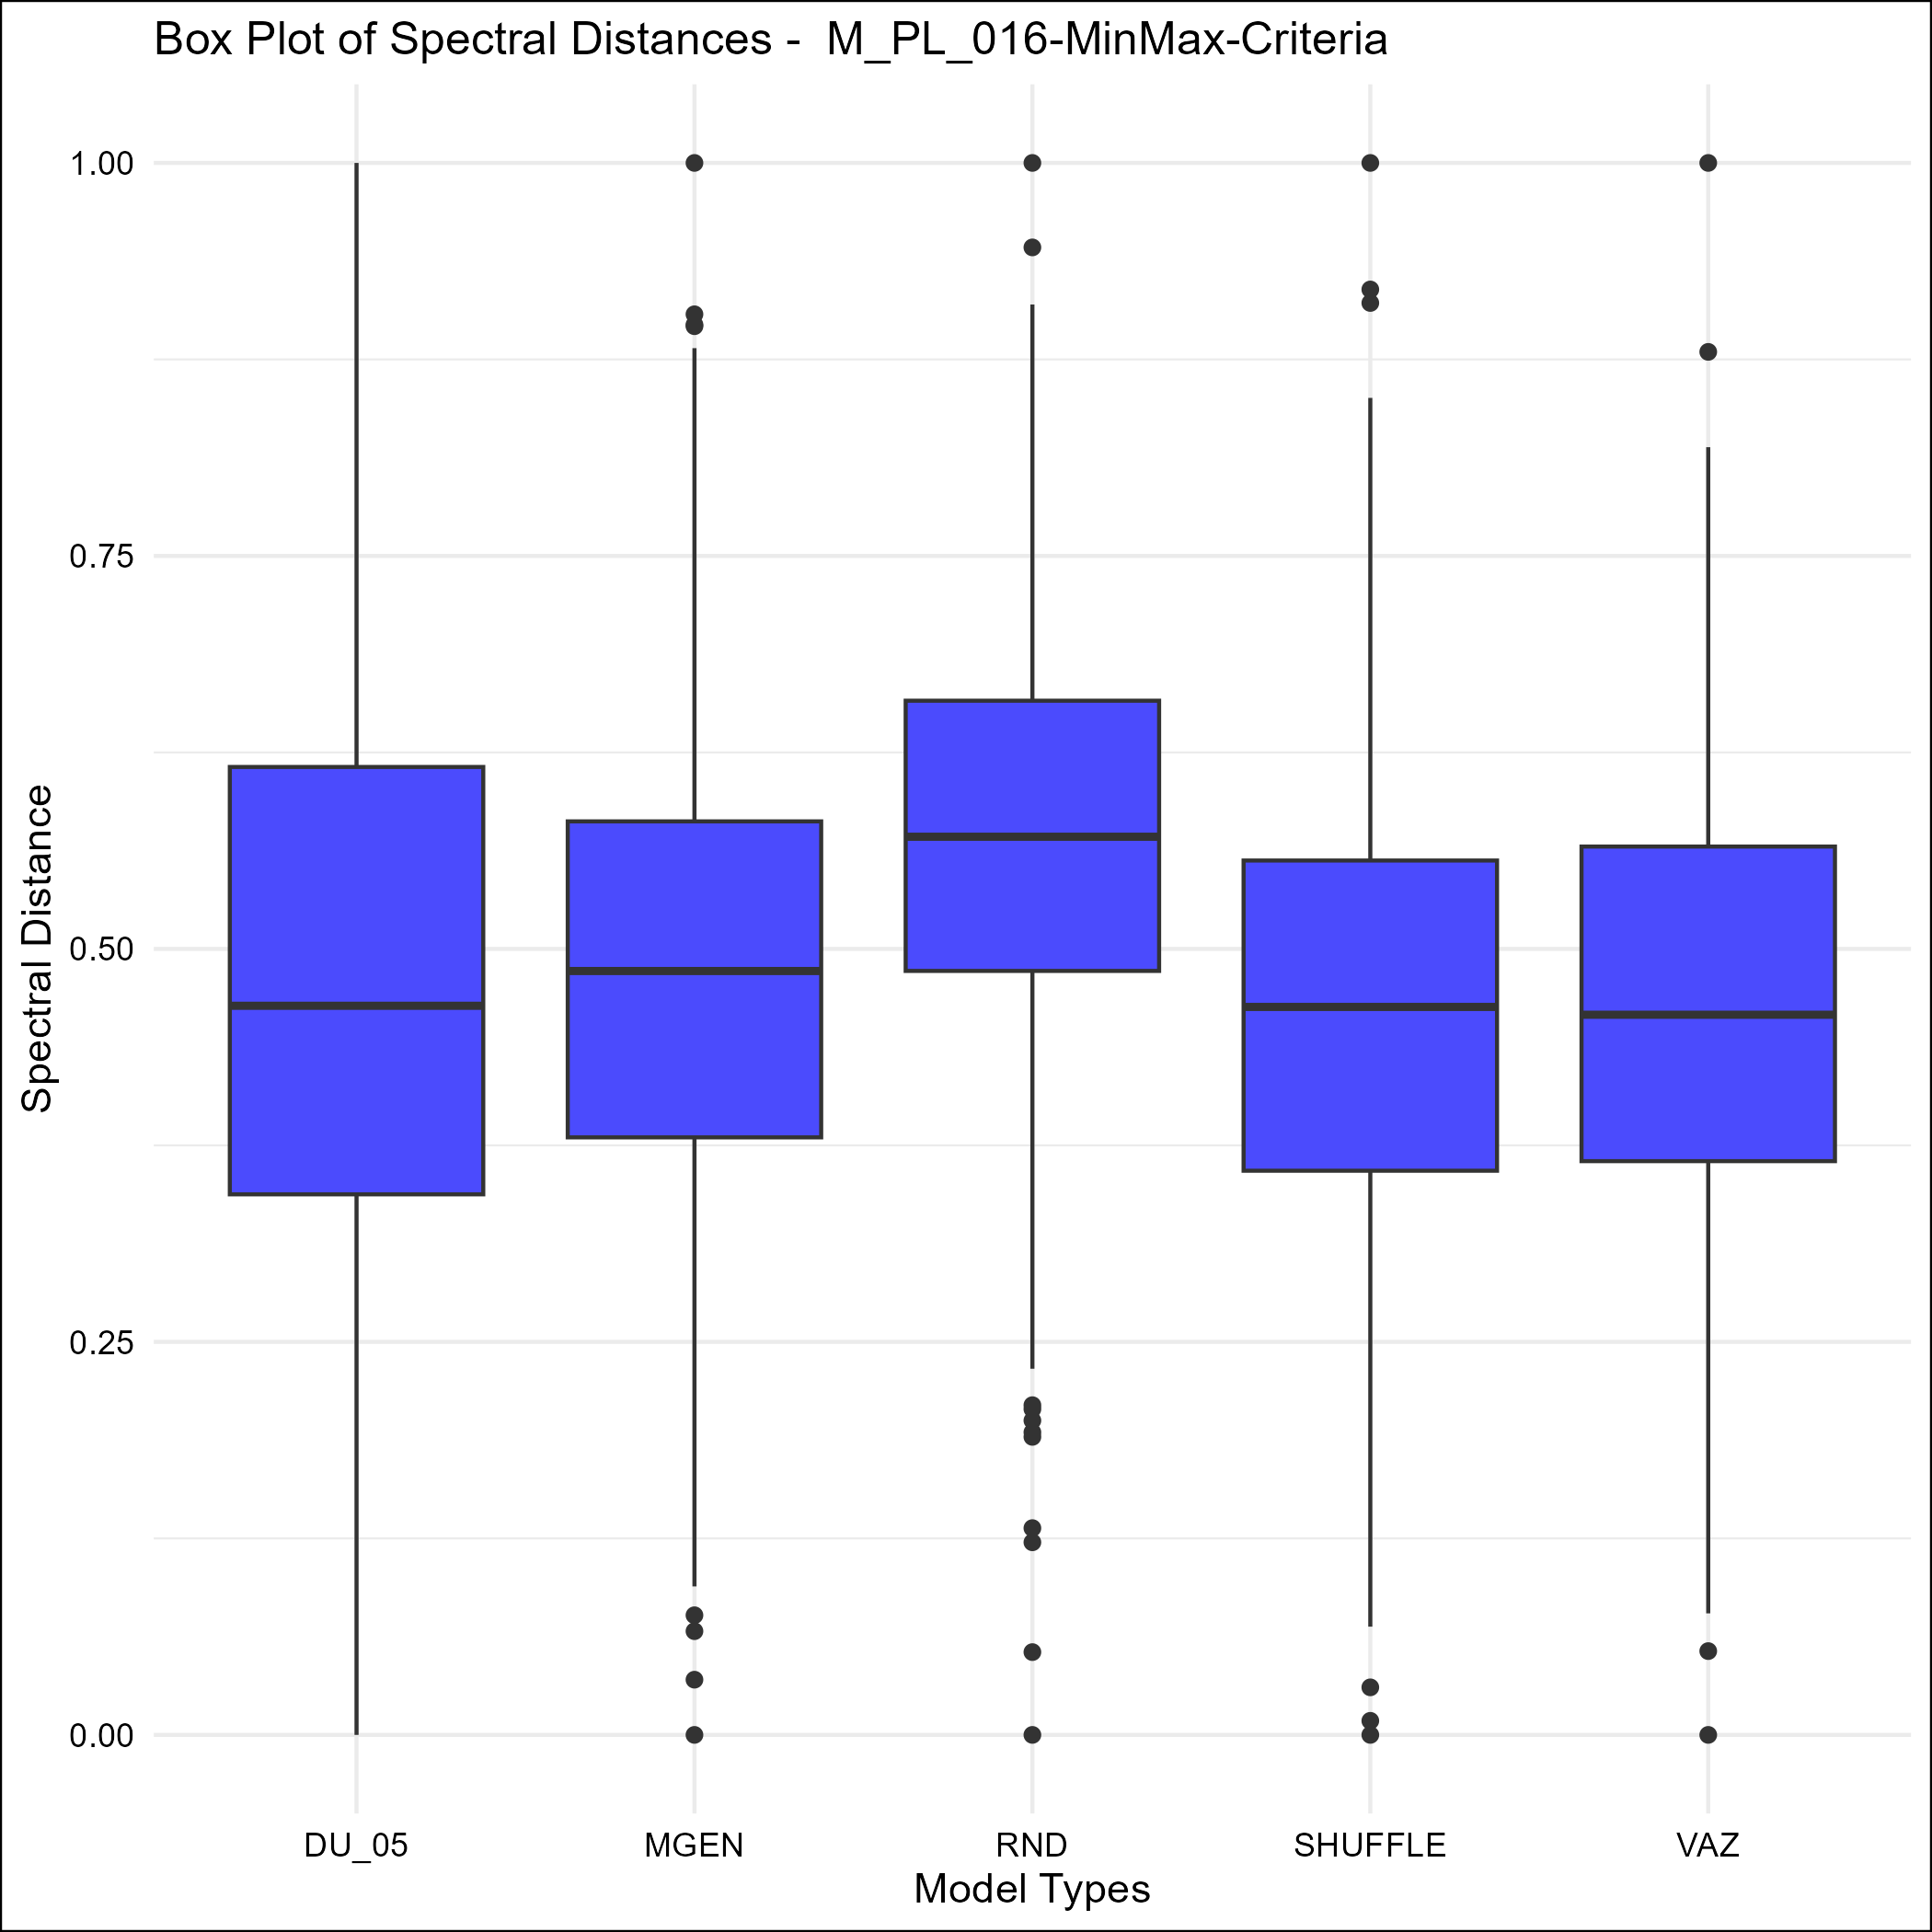 Box Plot of Spectral Distances -  M_PL_016-MinMax-Criteria
1.00
0.75
0.50
0.25
0.00
Spectral Distance
DU_05 MGEN RND SHUFFLE VAZ
Model Types